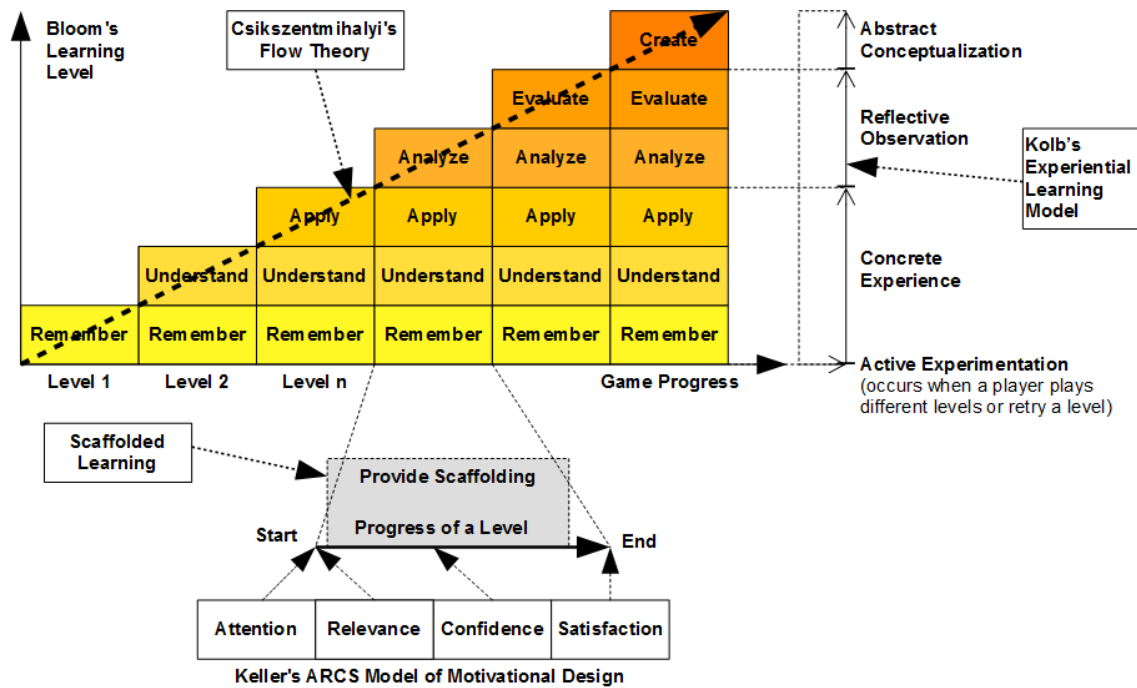 Bloom's
Learning
Level
Csikszentmihalyi's
Flow Theory
Create
Abstract
Conceptualization
Evaluate Evaluate
Reflective
Observation
Analyze Analyze Analyze
Kolb's
Experiential
Learning
Model
Apply Apply Apply Apply
Understand Understand Understand Understand Understand
Concrete
Experience
Remember Remember Remember Remember Remember Remember
Level 1 Level 2 Level n Game Progress
Active Experimentation
(occurs when a player plays
different levels or retry a level)
Scaffolded
Learning
Provide Scaffolding
Progress of a Level
Start
End
Attention Relevance Confidence Satisfaction
Keller's ARCS Model of Motivational Design